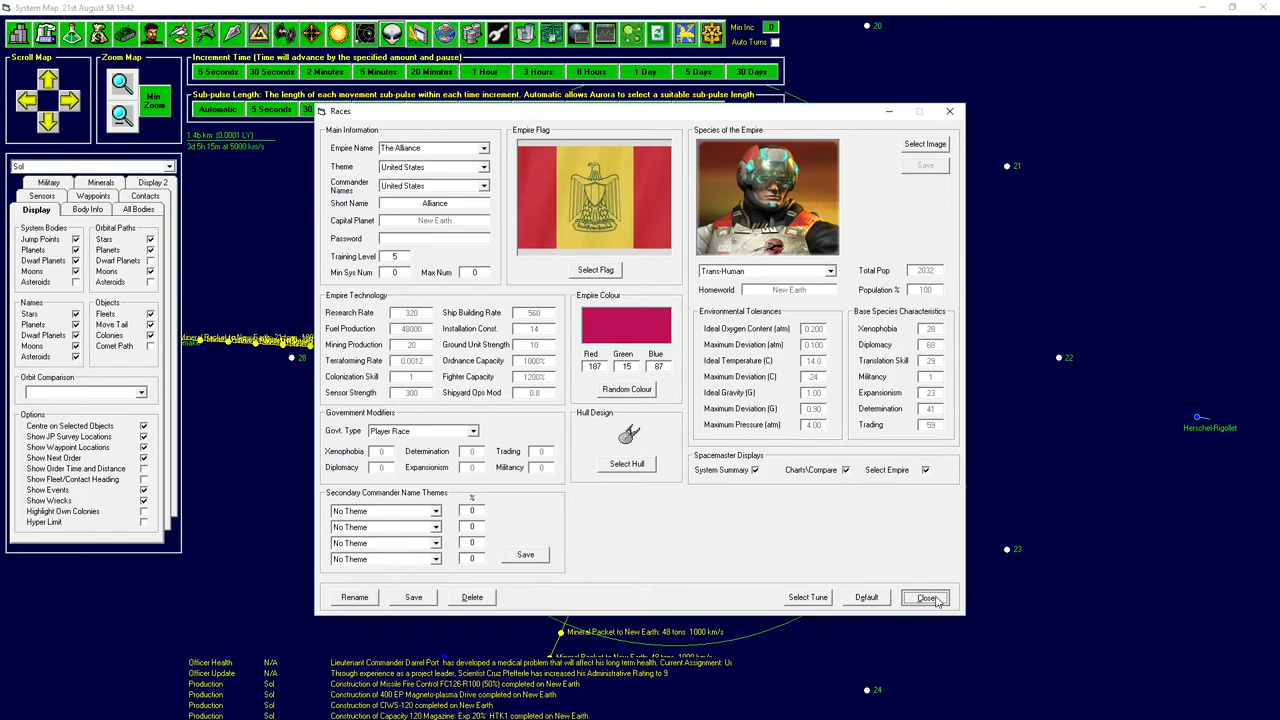 System Map   21st August 58 13:42
Min Inc 0
Auto Turns
Scroll Map
Zoom Map
Min Zoom
Increment Time (Time will advance by the specified amount and pause)
5 Seconds 30 Seconds 2 Minutes 5 Minutes 20 Minutes 1 Hour 3 Hours 8 Hours 1 Day 5 Days 30 Days
Sub-pulse Length: The length of each movement sub-pulse within each time increment. Automatic allows Aurora to select a suitable sub-pulse length
Automatic 5 Seconds
1.4b km (0.0001 LY)
3d 5h 15m at 5000 km/s
Sol
Military Minerals Display 2
Sensors Waypoints Contacts
Display Body Info All Bodies
System Bodies Orbital Paths
Jump Points Stars
Planets Planets
Dwarf Planets Dwarf Planets
Moons Moons
Asteroids Asteroids
Names Objects
Stars Fleets
Planets Move Tail
Dwarf Planets Colonies
Moons Comet Path
Asteroids
Orbit Comparison
Options
Centre on Selected Objects
Show JP Survey Locations
Show Waypoint Locations
Show Next Order
Show Order Time and Distance
Show Fleet/Contact Heading
Show Events
Show Wrecks
Highlight Own Colonies
Hyper Limit
Races
Main Information
Empire Name The Alliance
Theme United States
Commander Names United States
Short Name Alliance
Capital Planet New Earth
Password
Training Level 5
Min Sys Num 0 Max Num 0
Empire Flag
Select Flag
Species of the Empire
Select Image
Save
Trans-Human Total Pop 2032
Homeworld New Earth Population % 100
Empire Technology
Research Rate 320 Ship Building Rate 560
Fuel Production 48000 Installation Const. 14
Mining Production 20 Ground Unit Strength 10
Terraforming Rate 0.0012 Ordnance Capacity 1000%
Colonization Skill 1 Fighter Capacity 1200%
Sensor Strength 300 Shipyard Ops Mod 0.8
Empire Colour
Red Green Blue
187 15 87
Random Colour
Environmental Tolerances
Ideal Oxygen Content (atm) 0.200
Maximum Deviation (atm) 0.100
Ideal Temperature (C) 14.0
Maximum Deviation (C) 24
Ideal Gravity (G) 1.00
Maximum Deviation (G) 0.90
Maximum Pressure (atm) 4.00
Base Species Characteristics
Xenophobia 28
Diplomacy 68
Translation Skill 29
Militancy 1
Expansionism 23
Determination 41
Trading 59
Government Modifiers
Govt. Type Player Race
Xenophobia 0 Determination 0 Trading 0
Diplomacy 0 Expansionism 0 Militancy 0
Hull Design
Select Hull
Spacemaster Displays
System Summary Charts\Compare Select Empire
Secondary Commander Name Themes %
No Theme 0
No Theme 0
No Theme 0
No Theme 0
Save
Rename Save Delete Select Tune Default Close
20
21
22
23
24
28
Herschel-Rigollet
Mineral Packet to New Earth: 48 tons  1000 km/s
Officer Health N/A Lieutenant Commander Darrel Port  has developed a medical problem that will affect his long term health. Current Assignment:
Officer Update N/A Through experience as a project leader, Scientist Cruz Pfefferle has increased his Administrative Rating to 9
Production Sol Construction of Missile Fire Control FC126-R100 (50%) completed on New Earth
Production Sol Construction of 400 EP Magneto-plasma Drive completed on New Earth
Production Sol Construction of CIWS-120 completed on New Earth
Production Sol Construction of Capacity 120 Magazine: Exp 20%  HTK1 completed on New Earth